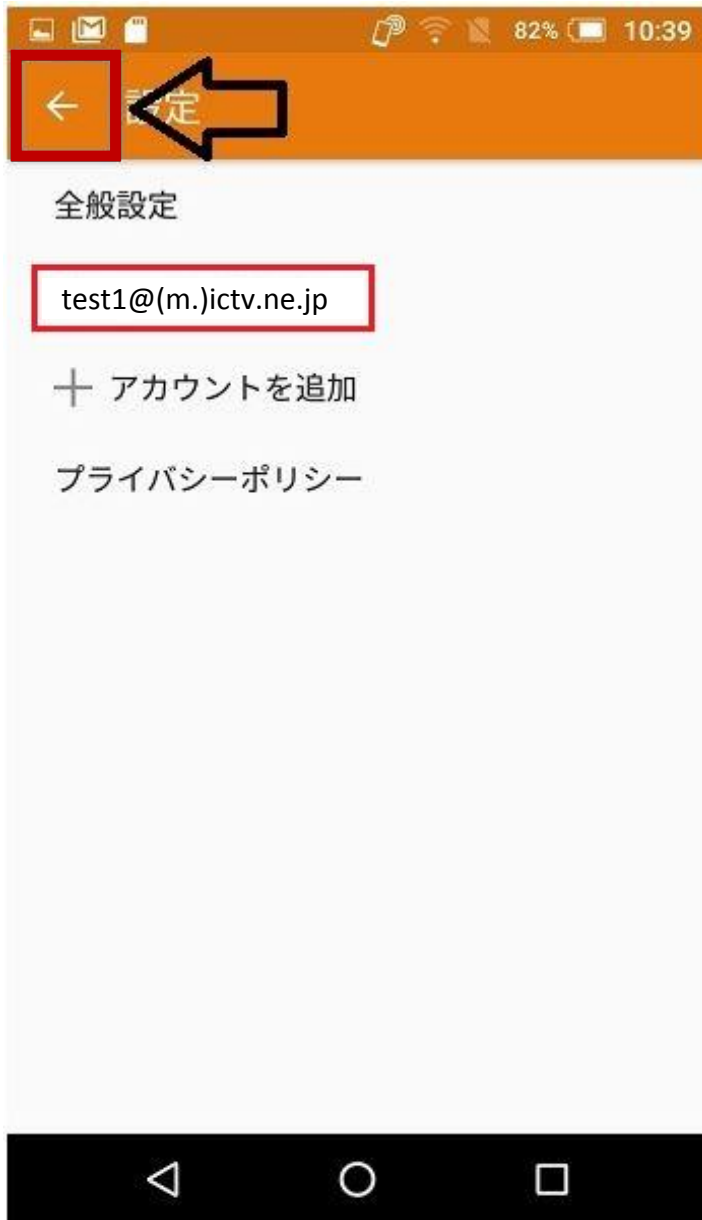 82% 10:39
設定
全般設定
test1@(m.)ictv.ne.jp
アカウントを追加
プライバシーポリシー